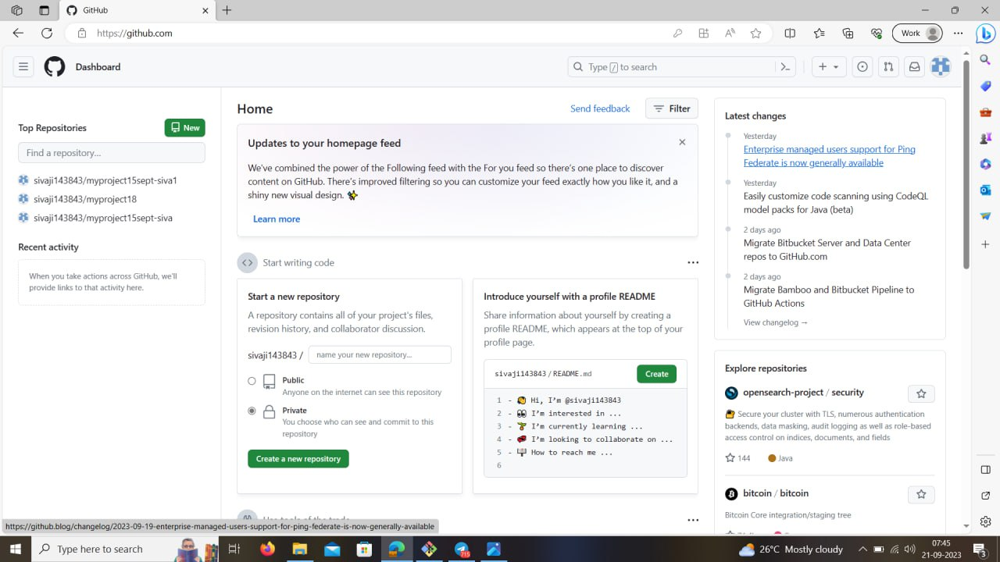 GitHub
https://github.com
Work
Dashboard
Type / to search
Top Repositories
New
Find a repository...
sivaji143843/myproject15sept-siva1
sivaji143843/myproject18
sivaji143843/myproject15sept-siva
Recent activity
When you take actions across GitHub, we'll
provide links to that activity here.
Home
Send feedback
Filter
Updates to your homepage feed
We've combined the power of the Following feed with the For you feed so there's one place to discover
content on GitHub. There's improved filtering so you can customize your feed exactly how you like it, and a
shiny new visual design. ✨
Learn more
Start writing code
Start a new repository
A repository contains all of your project's files,
revision history, and collaborator discussion.
sivaji143843 / name your new repository...
Public
Anyone on the internet can see this repository
Private
You choose who can see and commit to this
repository
Create a new repository
Introduce yourself with a profile README
Share information about yourself by creating a
profile README, which appears at the top of your
profile page.
sivaji143843 / README.md
Create
1 - 👋 Hi, I'm @sivaji143843
2 - 👀 I'm interested in ...
3 - 🌱 I'm currently learning ...
4 - 💞️ I'm looking to collaborate on ...
5 - 📫 How to reach me ...
6
Latest changes
Yesterday
Enterprise managed users support for Ping
Federate is now generally available
Yesterday
Easily customize code scanning using CodeQL
model packs for Java (beta)
2 days ago
Migrate Bitbucket Server and Data Center
repos to GitHub.com
2 days ago
Migrate Bamboo and Bitbucket Pipeline to
GitHub Actions
View changelog →
Explore repositories
opensearch-project / security
🔐 Secure your cluster with TLS, numerous authentication
backends, data masking, audit logging as well as role-based
access control on indices, documents, and fields
144
Java
bitcoin / bitcoin
Bitcoin Core integration/staging tree
https://github.blog/changelog/2023-09-19-enterprise-managed-users-support-for-ping-federate-is-now-generally-available
Type here to search
715
26°C Mostly cloudy
07:45
21-09-2023
3